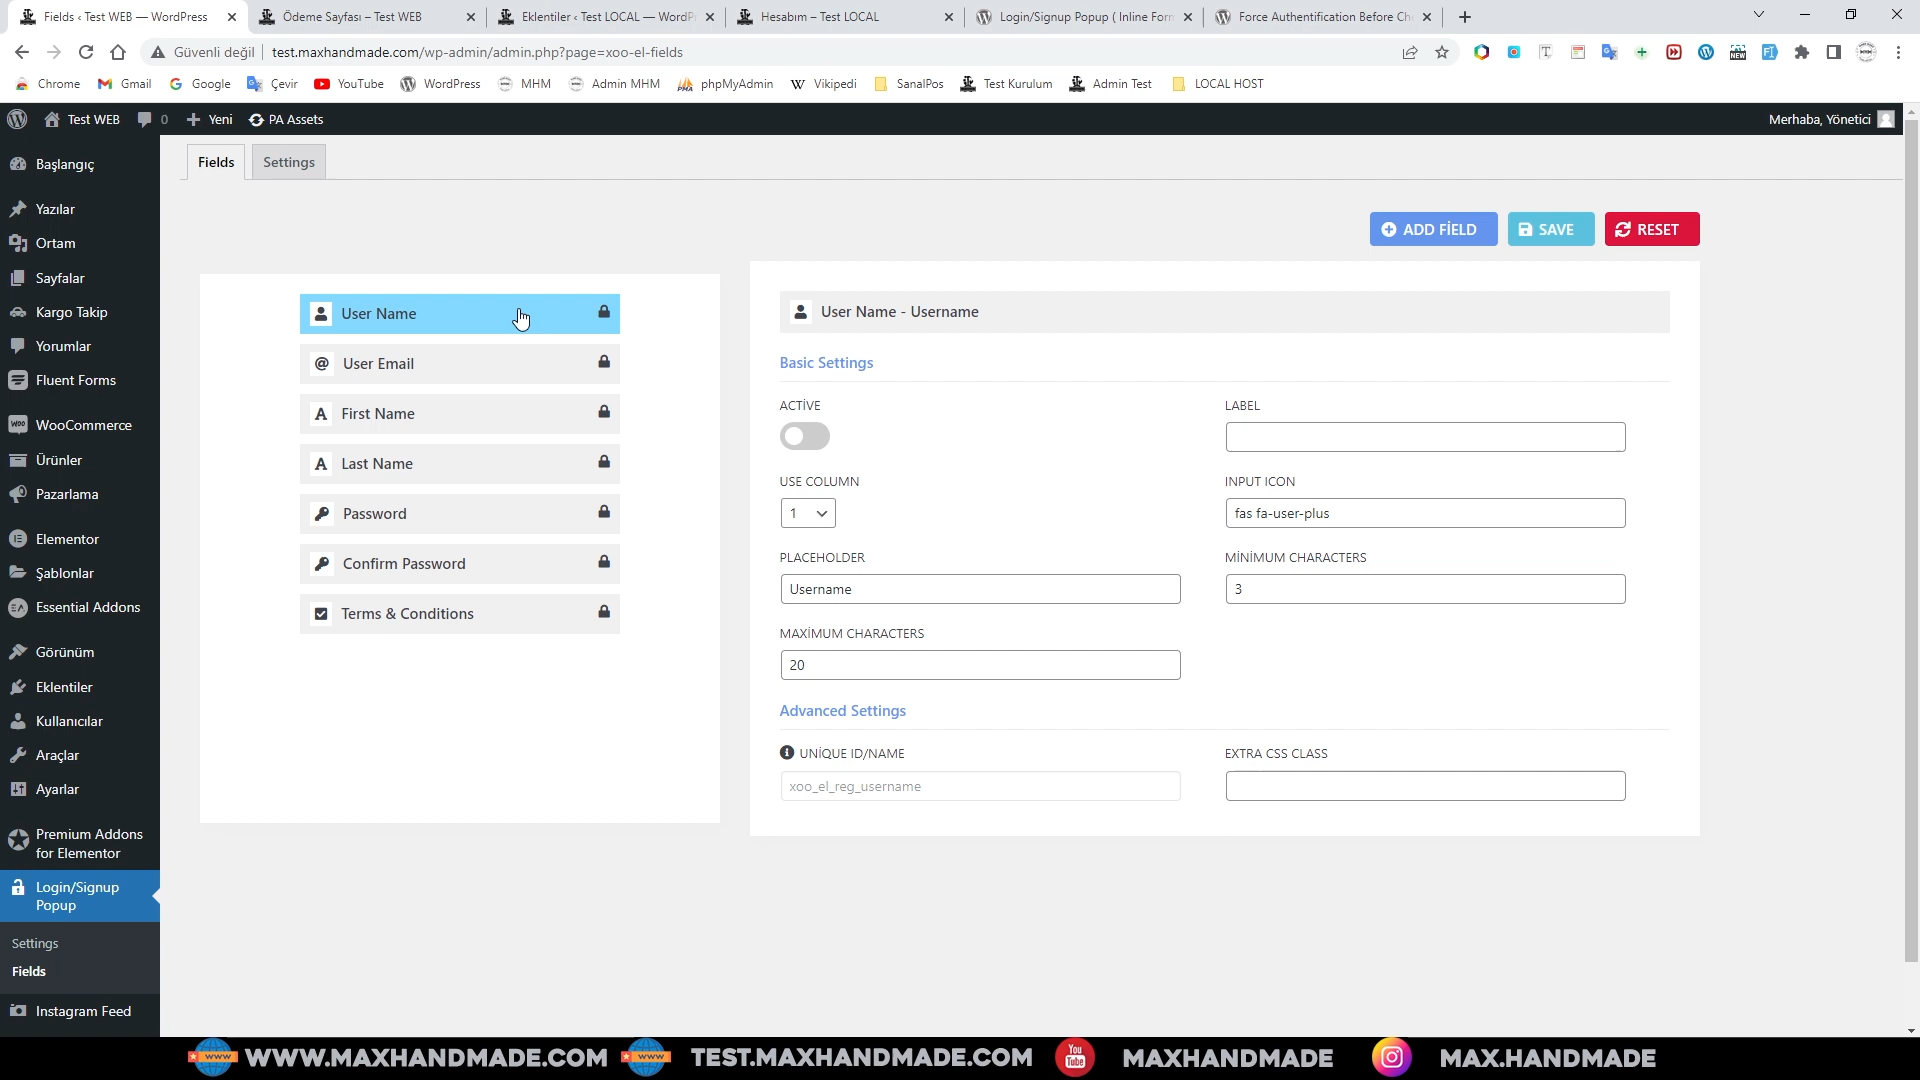 Fields ‹ Test WEB — WordPress
Ödeme Sayfası – Test WEB
Eklentiler ‹ Test LOCAL — WordP
Hesabım – Test LOCAL
Login/Signup Popup ( Inline Forn
Force Authentification Before Ch
Güvenli değil
test.maxhandmade.com/wp-admin/admin.php?page=xoo-el-fields
Chrome
Gmail
Google
Çevir
YouTube
WordPress
MHM
Admin MHM
phpMyAdmin
Vikipedi
SanalPos
Test Kurulum
Admin Test
LOCAL HOST
Test WEB
0
Yeni
PA Assets
Merhaba, Yönetici
Başlangıç
Yazılar
Ortam
Sayfalar
Kargo Takip
Yorumlar
Fluent Forms
WooCommerce
Ürünler
Pazarlama
Elementor
Şablonlar
Essential Addons
Görünüm
Eklentiler
Kullanıcılar
Araçlar
Ayarlar
Premium Addons
for Elementor
Login/Signup
Popup
Settings
Fields
Instagram Feed
Fields
Settings
ADD FİELD
SAVE
RESET
User Name
User Email
First Name
Last Name
Password
Confirm Password
Terms & Conditions
User Name - Username
Basic Settings
ACTİVE
LABEL
USE COLUMN
1
INPUT ICON
fas fa-user-plus
PLACEHOLDER
Username
MİNİMUM CHARACTERS
3
MAXİMUM CHARACTERS
20
Advanced Settings
UNİQUE ID/NAME
xoo_el_reg_username
EXTRA CSS CLASS
WWW.MAXHANDMADE.COM
TEST.MAXHANDMADE.COM
You
Tube
MAXHANDMADE
MAX.HANDMADE